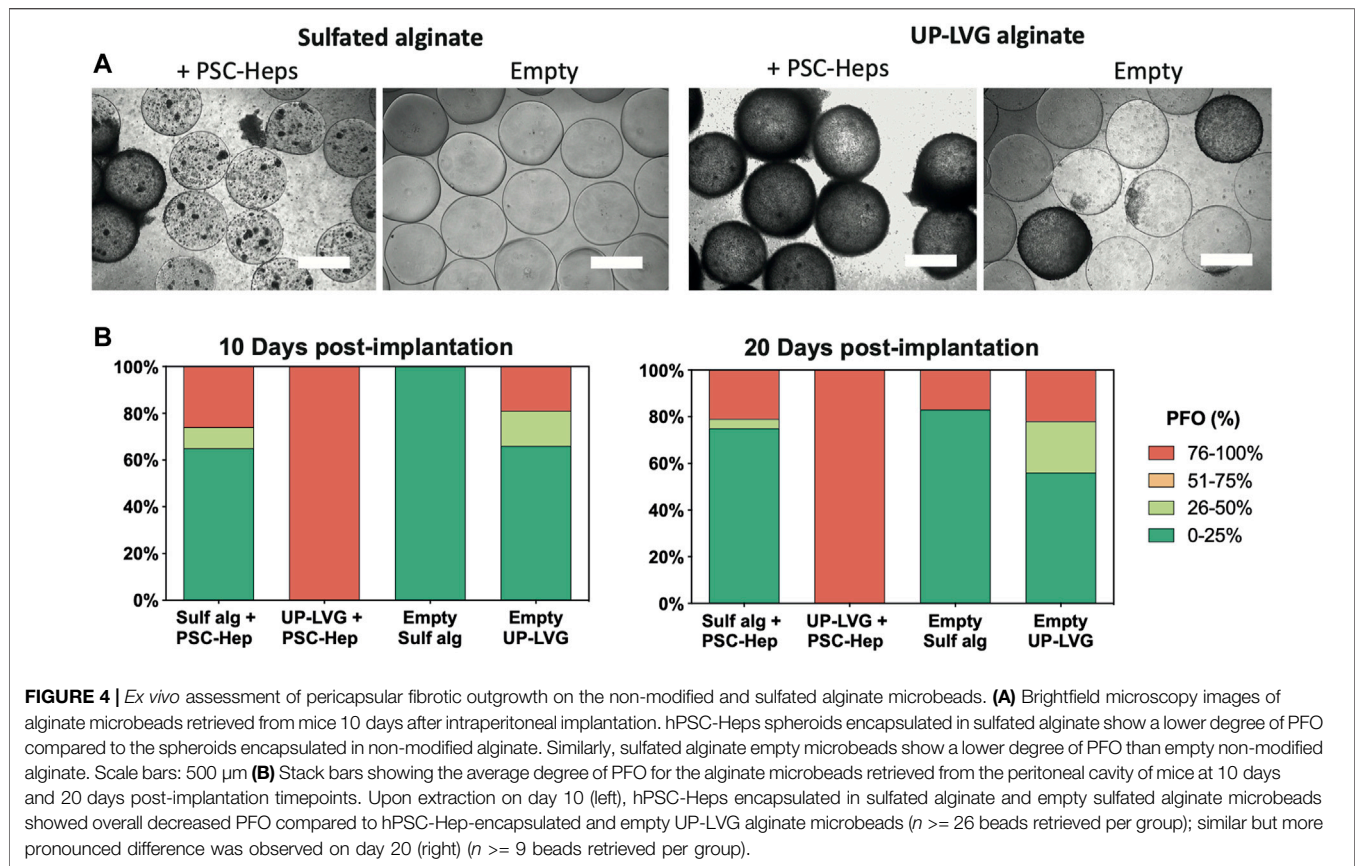 Sulfated alginate
UP-LVG alginate
A
+ PSC-Heps
Empty
+ PSC-Heps
Empty
B
10 Days post-implantation
100%
80%
60%
40%
20%
0%
Sulf alg +
PSC-Hep
UP-LVG +
PSC-Hep
Empty
Sulf alg
Empty
UP-LVG
20 Days post-implantation
100%
80%
60%
40%
20%
0%
Sulf alg +
PSC-Hep
UP-LVG +
PSC-Hep
Empty
Sulf alg
Empty
UP-LVG
PFO (%)
76-100%
51-75%
26-50%
0-25%
FIGURE 4 | Ex vivo assessment of pericapsular fibrotic outgrowth on the non-modified and sulfated alginate microbeads. (A) Brightfield microscopy images of
alginate microbeads retrieved from mice 10 days after intraperitoneal implantation. hPSC-Heps spheroids encapsulated in sulfated alginate show a lower degree of PFO
compared to the spheroids encapsulated in non-modified alginate. Similarly, sulfated alginate empty microbeads show a lower degree of PFO than empty non-modified
alginate. Scale bars: 500 µm (B) Stack bars showing the average degree of PFO for the alginate microbeads retrieved from the peritoneal cavity of mice at 10 days
and 20 days post-implantation timepoints. Upon extraction on day 10 (left), hPSC-Heps encapsulated in sulfated alginate and empty sulfated alginate microbeads
showed overall decreased PFO compared to hPSC-Hep-encapsulated and empty UP-LVG alginate microbeads (n >= 26 beads retrieved per group); similar but more
pronounced difference was observed on day 20 (right) (n >= 9 beads retrieved per group).